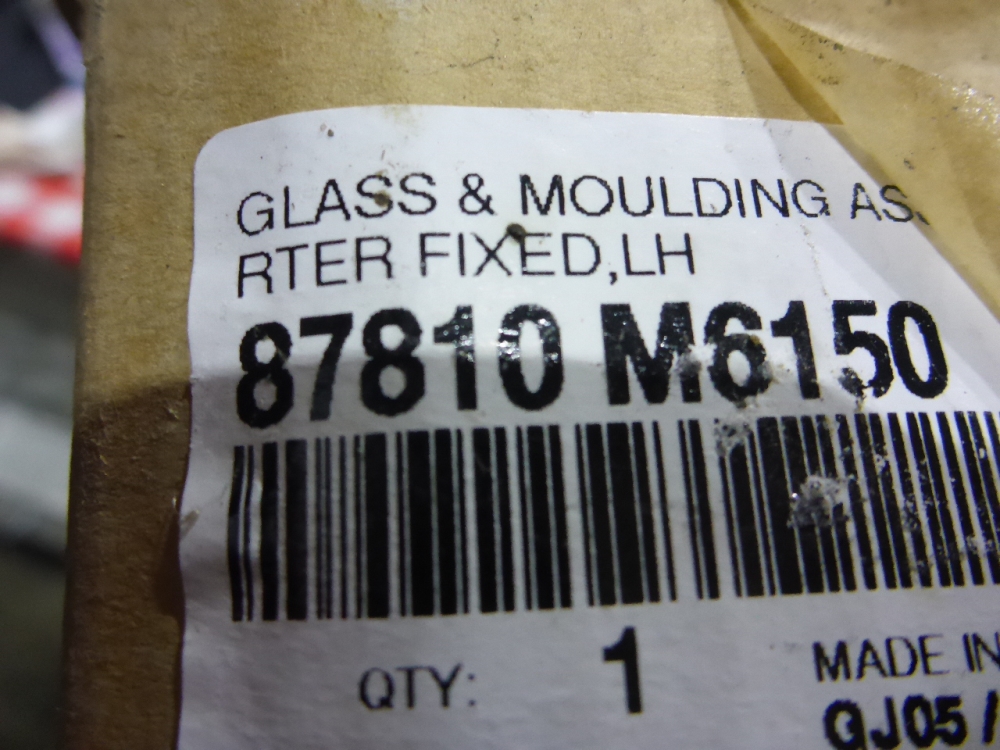 GLASS & MOULDING AS
RTER FIXED,LH
87810 M6150
QTY: 1
MADE IN
GJ05 /